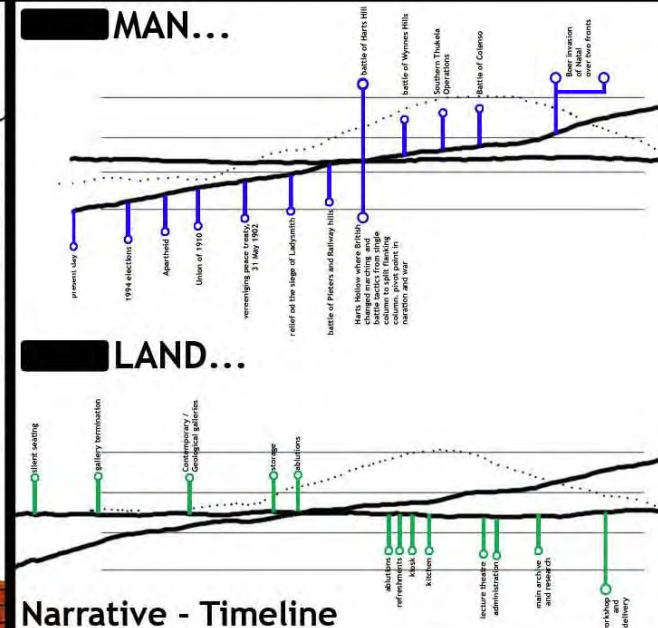 MAN...
present day
1994 elections
Apartheid
Union of 1910
vereeniging peace treaty,
31 May 1902
relief od the siege of Ladysmith
battle of Pieters and Railway hills
battle of Harts Hill
Harts Hollow where British
changed marching and
battle tactics from single
column to split flanking
column, pivot point in
naration and war
battle of Wynnes Hills
Southern Thukela
Operations
Battle of Colenso
Boer invasion
of Natal
over two fronts
LAND...
silent seating
gallery termination
Contemporary /
Geological galleries
storage
ablutions
ablutions
refreshments
kiosk
kitchen
lecture theatre
administration
main archive
and research
workshop
and
delivery
Narrative - Timeline